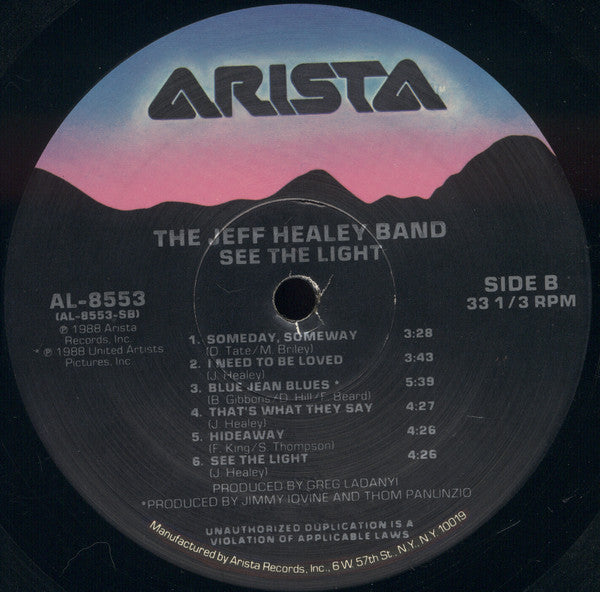 ARISTA™
THE JEFF HEALEY BAND
SEE THE LIGHT
AL-8553
(AL-8553-SB)
℗ 1988 Arista
Records, Inc.
* ℗ 1988 United Artists
Pictures, Inc.
SIDE B
33 1/3 RPM
1. SOMEDAY, SOMEWAY 3:28
(D. Tate/M. Briley)
2. I NEED TO BE LOVED 3:43
(J. Healey)
3. BLUE JEAN BLUES * 5:39
(B. Gibbons/D. Hill/F. Beard)
4. THAT'S WHAT THEY SAY 4:27
(J. Healey)
5. HIDEAWAY 4:26
(F. King/S. Thompson)
6. SEE THE LIGHT 4:26
(J. Healey)
PRODUCED BY GREG LADANYI
*PRODUCED BY JIMMY IOVINE AND THOM PANUNZIO
UNAUTHORIZED DUPLICATION IS A
VIOLATION OF APPLICABLE LAWS
Manufactured by Arista Records, Inc., 6 W 57th St., N.Y., N.Y. 10019